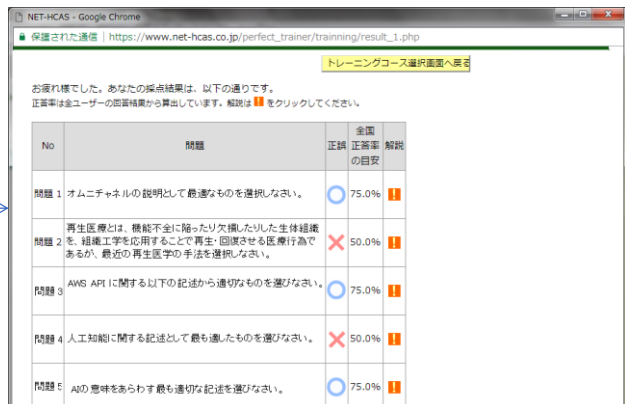 NET-HCAS - Google Chrome
保護された通信 | https://www.net-hcas.co.jp/perfect_trainer/trainning/result_1.php
トレーニングコース選択画面へ戻る
お疲れ様でした。あなたの採点結果は、以下の通りです。
正答率は全ユーザーの回答結果から算出しています。解説は ! をクリックしてください。
No 問題 正誤 全国正答率の目安 解説
問題 1 オムニチャネルの説明として最適なものを選択しなさい。 75.0% !
再生医療とは、機能不全に陥ったり欠損したりした生体組織
問題 2 を、組織工学を応用することで再生・回復させる医療行為で 50.0% !
あるが、最近の再生医学の手法を選択しなさい。
問題 3 AWS APIに関する以下の記述から適切なものを選びなさい。 75.0% !
問題 4 人工知能に関する記述として最も適したものを選びなさい。 50.0% !
問題 5 AIの意味をあらわす最も適切な記述を選びなさい。 75.0% !